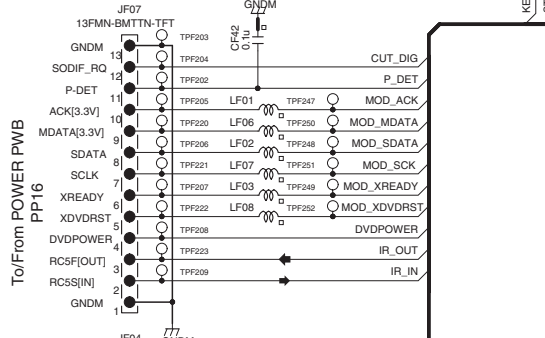 JF07
13FMN-BMTTN-TFT
GNDM
KE
CF42
0.1u
GNDM
13
TPF203
SODIF_RQ
12
TPF204
CUT_DIG
P-DET
11
TPF202
P_DET
ACK[3.3V]
10
TPF205
LF01
TPF247
MOD_ACK
MDATA[3.3V]
9
TPF220
LF06
TPF250
MOD_MDATA
SDATA
8
TPF206
LF02
TPF248
MOD_SDATA
SCLK
7
TPF221
LF07
TPF251
MOD_SCK
XREADY
6
TPF207
LF03
TPF249
MOD_XREADY
XDVDRST
5
TPF222
LF08
TPF252
MOD_XDVDRST
DVDPOWER
4
TPF208
DVDPOWER
RC5F[OUT]
3
TPF223
IR_OUT
RC5S[IN]
2
TPF209
IR_IN
GNDM
1
To/From POWER PWB
PP16